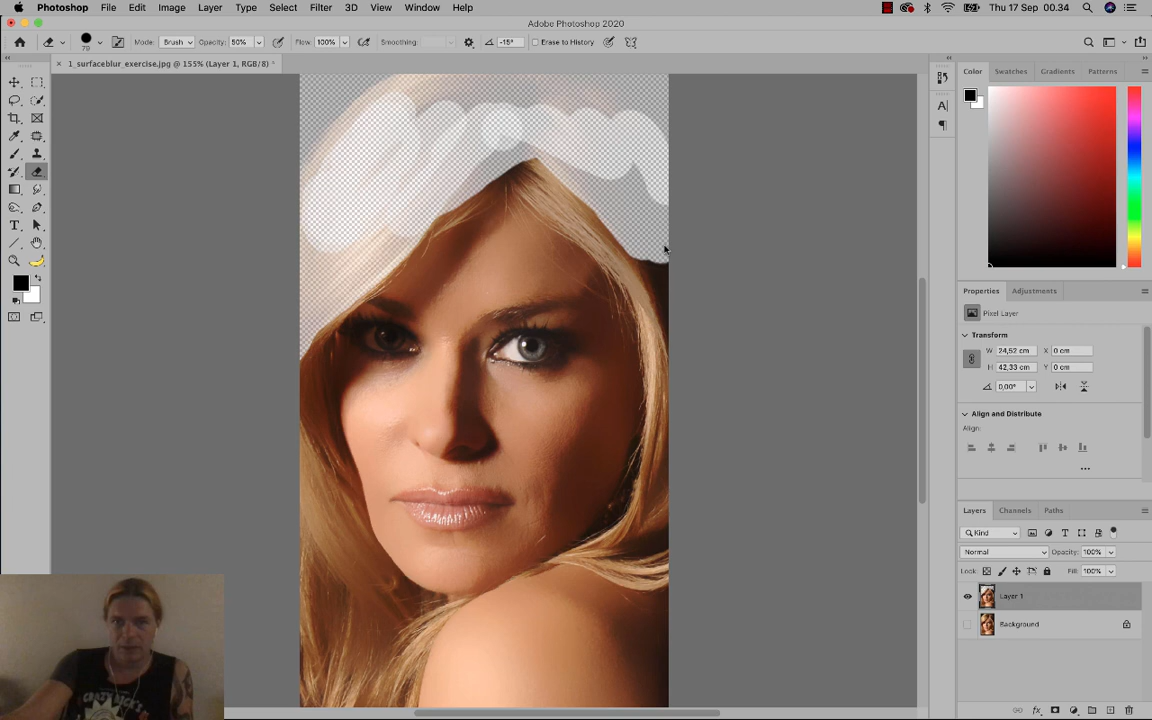 Photoshop File Edit Image Layer Type Select Filter 3D View Window Help Thu 17 Sep 00.34
Adobe Photoshop 2020
79 Mode: Brush Opacity: 50% Flow: 100% Smoothing: -15° Erase to History
1_surfaceblur_exercise.jpg @ 155% (Layer 1, RGB/8) *
Color Swatches Gradients Patterns
Properties Adjustments
Pixel Layer
Transform
W 24,52 cm X 0 cm
H 42,33 cm Y 0 cm
0,00°
Align and Distribute
Align:
Layers Channels Paths
Kind
Normal Opacity: 100%
Lock: Fill: 100%
Layer 1
Background